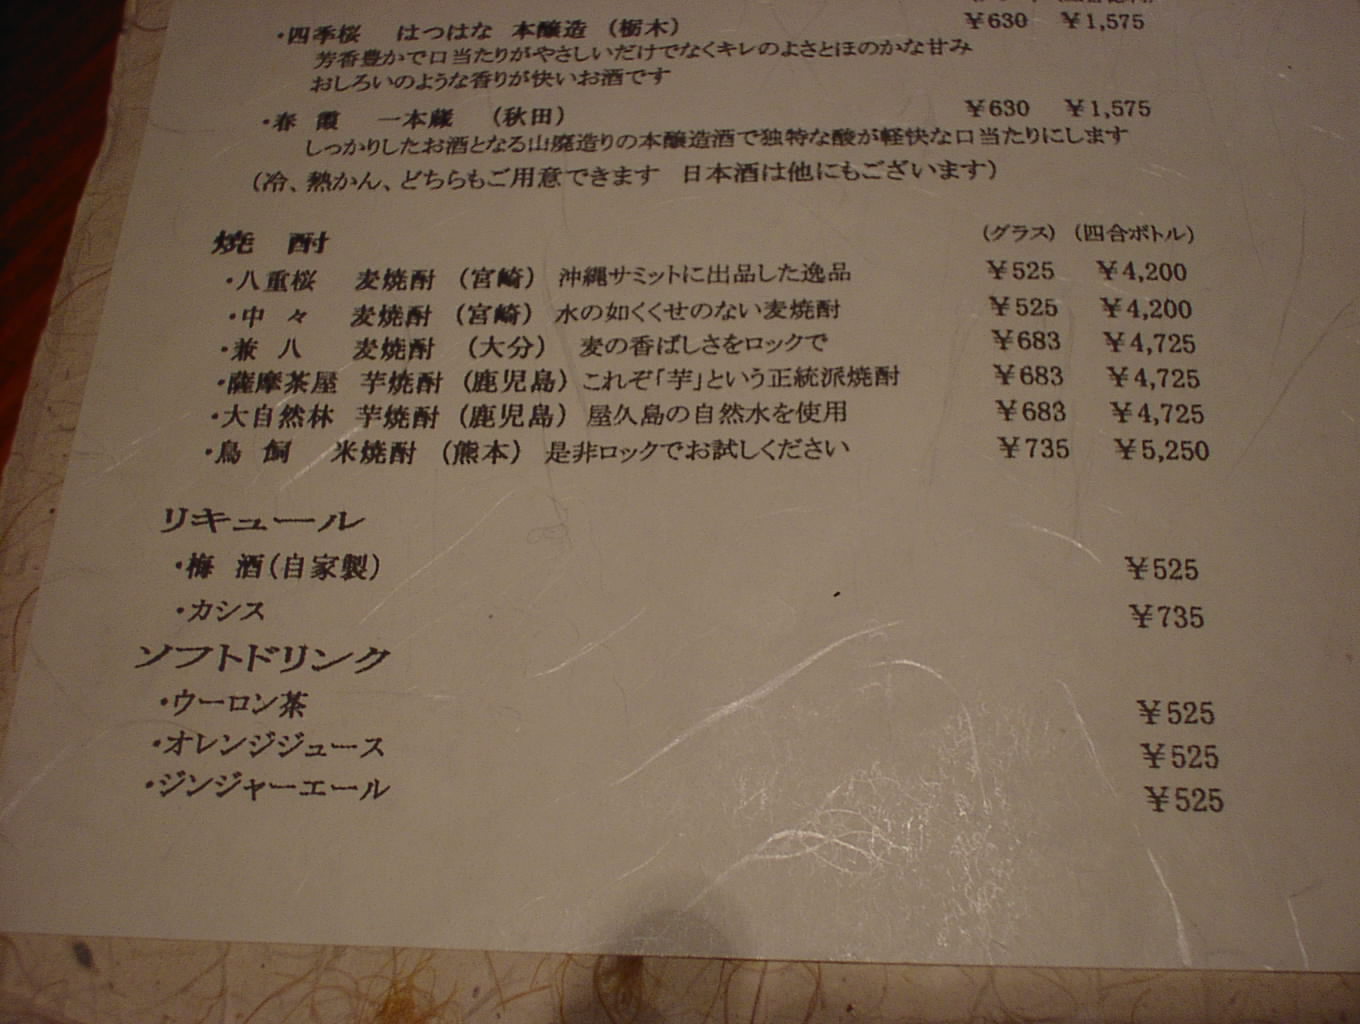 ・四季桜 はつはな 本醸造 （栃木） ￥630 ￥1,575
芳香豊かで口当たりがやさしいだけでなくキレのよさとほのかな甘み
おしろいのような香りが快いお酒です
・春 霞 一本蔵 （秋田） ￥630 ￥1,575
しっかりしたお酒となる山廃造りの本醸造酒で独特な酸が軽快な口当たりにします
（冷、熱かん、どちらもご用意できます 日本酒は他にもございます）
焼 酎 （グラス） （四合ボトル）
・八重桜 麦焼酎 （宮崎） 沖縄サミットに出品した逸品 ￥525 ￥4,200
・中 々 麦焼酎 （宮崎） 水の如くくせのない麦焼酎 ￥525 ￥4,200
・兼 八 麦焼酎 （大分） 麦の香ばしさをロックで ￥683 ￥4,725
・薩摩茶屋 芋焼酎 （鹿児島） これぞ「芋」という正統派焼酎 ￥683 ￥4,725
・大自然林 芋焼酎 （鹿児島） 屋久島の自然水を使用 ￥683 ￥4,725
・鳥 飼 米焼酎 （熊本） 是非ロックでお試しください ￥735 ￥5,250
リキュール
・梅 酒（自家製） ￥525
・カシス ￥735
ソフトドリンク
・ウーロン茶 ￥525
・オレンジジュース ￥525
・ジンジャーエール ￥525